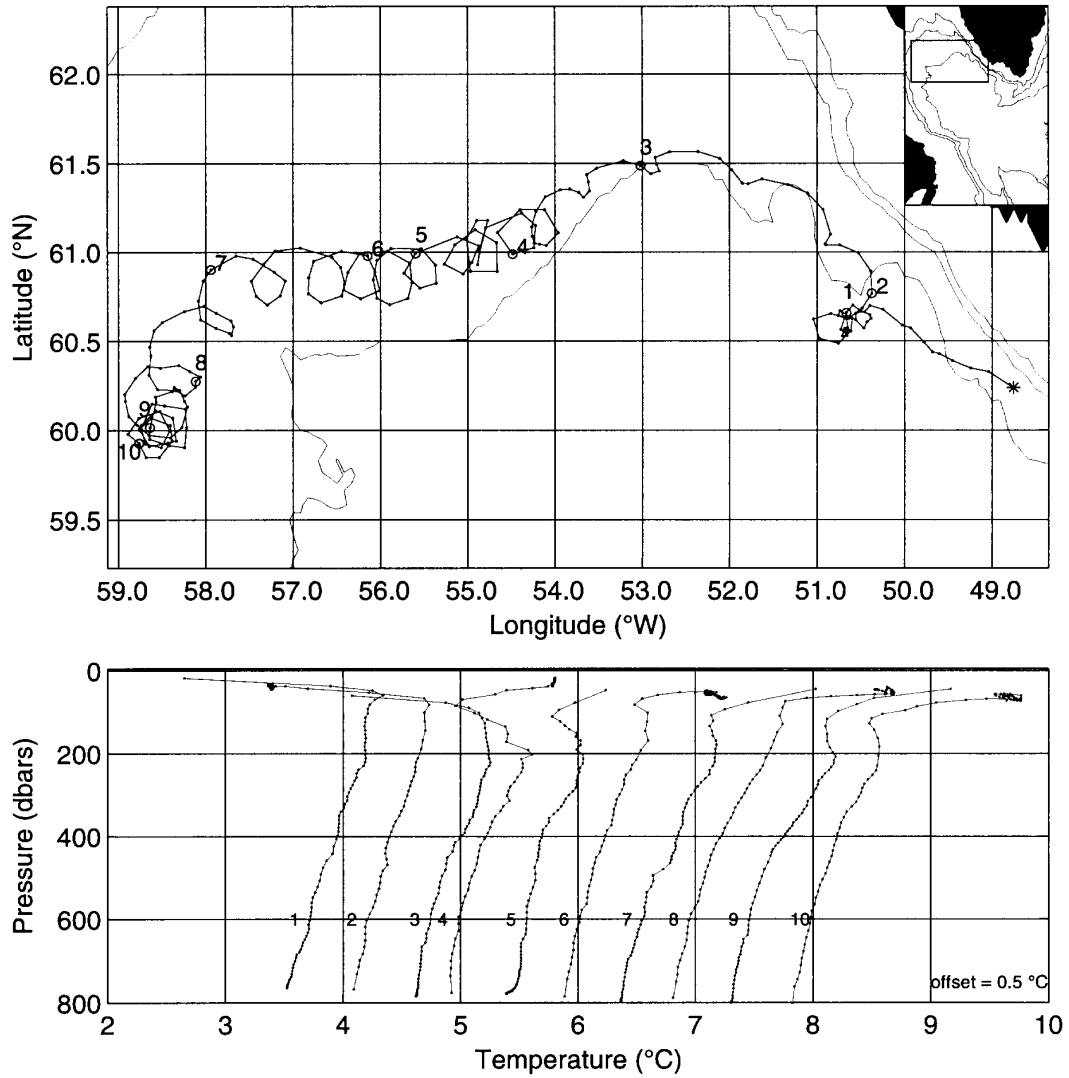 62.0
61.5
61.0
60.5
60.0
59.5
Latitude (°N)
3
5
6
4
7
2
1
8
9
10
59.0 58.0 57.0 56.0 55.0 54.0 53.0 52.0 51.0 50.0 49.0
Longitude (°W)
0
200
400
600
800
Pressure (dbars)
1 2 3 4 5 6 7 8 9 10
offset = 0.5 °C
2 3 4 5 6 7 8 9 10
Temperature (°C)